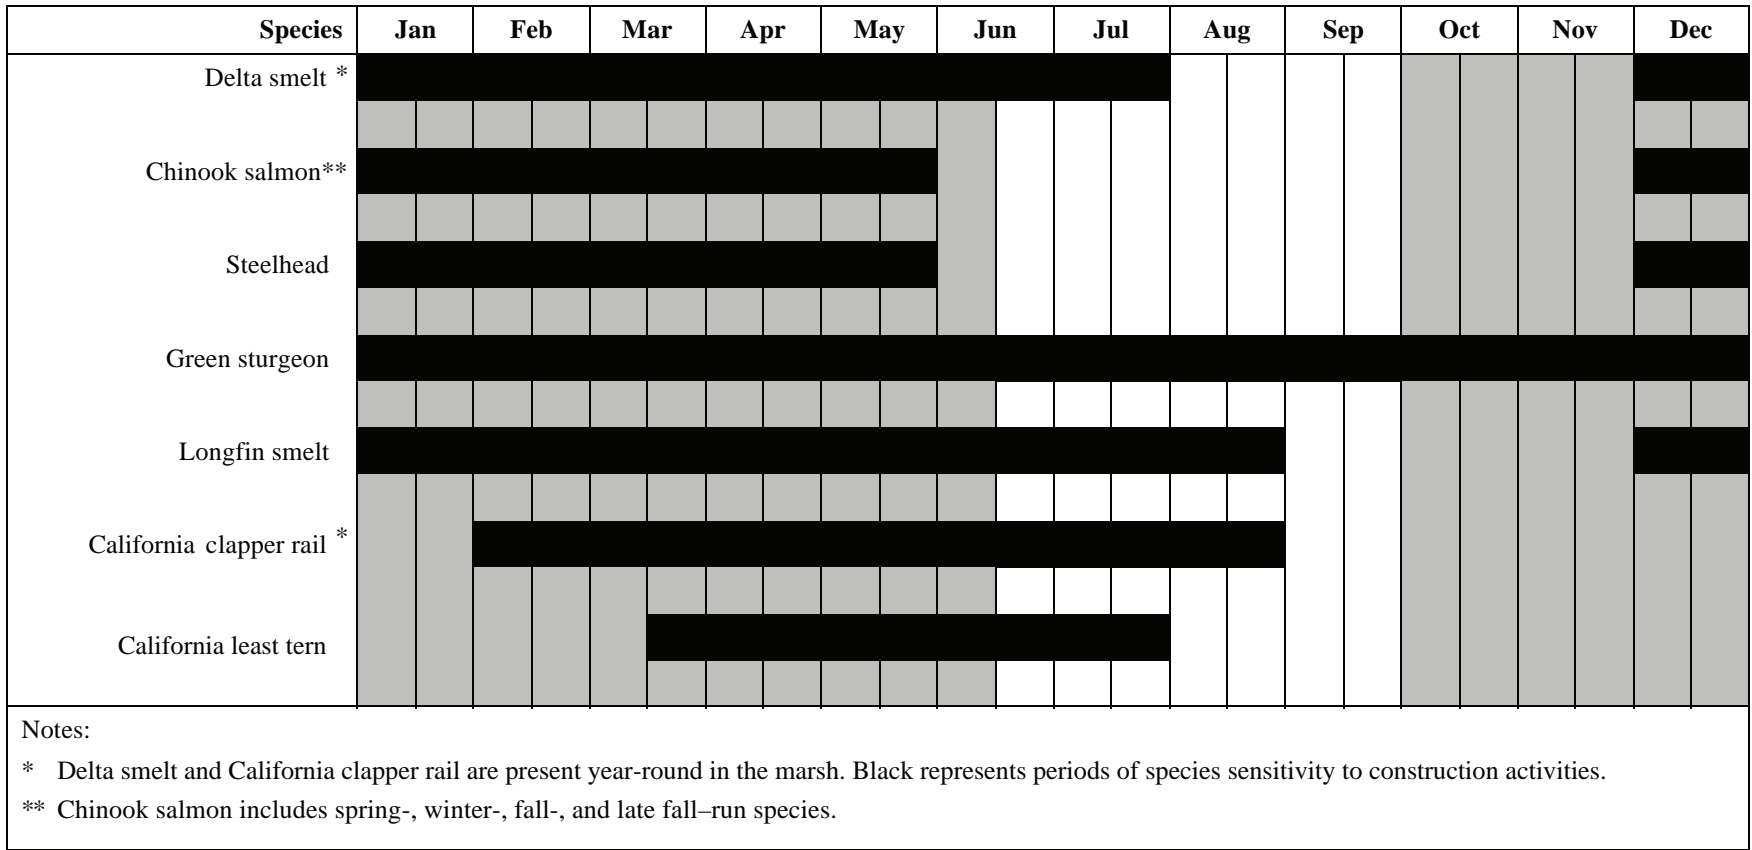 Species Jan Feb Mar Apr May Jun Jul Aug Sep Oct Nov Dec
Delta smelt *
Chinook salmon**
Steelhead
Green sturgeon
Longfin smelt
California clapper rail *
California least tern
Notes:
* Delta smelt and California clapper rail are present year-round in the marsh. Black represents periods of species sensitivity to construction activities.
** Chinook salmon includes spring-, winter-, fall-, and late fall–run species.